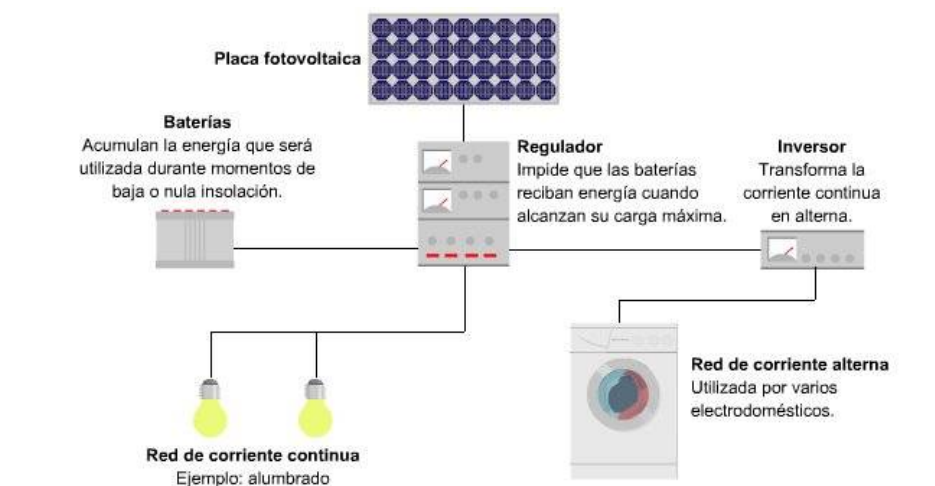 Placa fotovoltaica
Baterías
Acumulan la energía que será
utilizada durante momentos de
baja o nula insolación.
Regulador
Impide que las baterías
reciban energía cuando
alcanzan su carga máxima.
Inversor
Transforma la
corriente continua
en alterna.
Red de corriente alterna
Utilizada por varios
electrodomésticos.
Red de corriente continua
Ejemplo: alumbrado